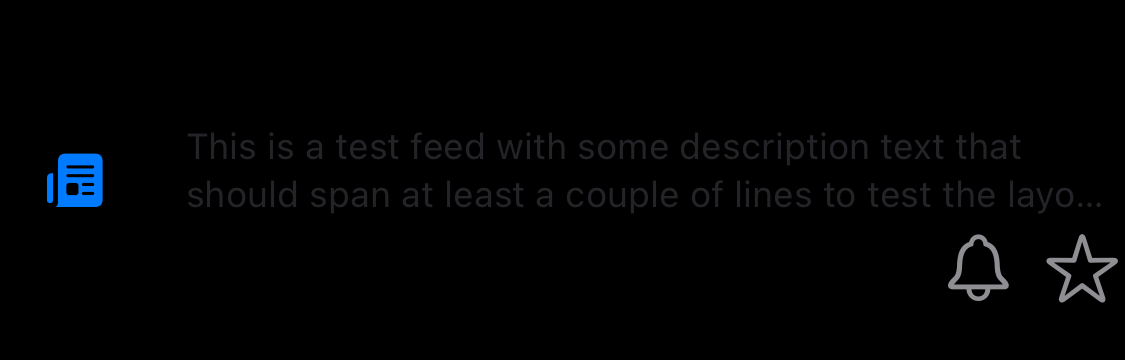 This is a test feed with some description text that
should span at least a couple of lines to test the layo...